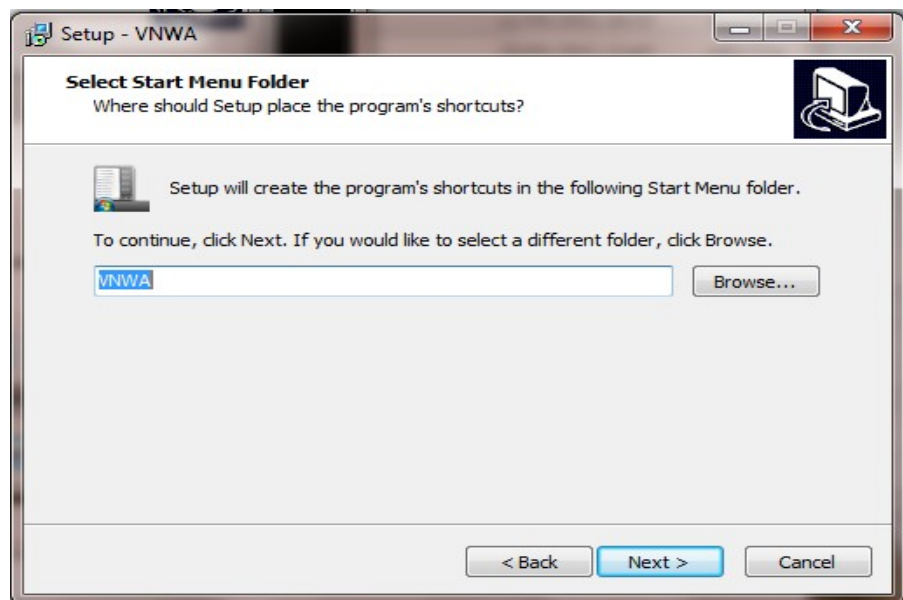 Setup - VNWA
Select Start Menu Folder
Where should Setup place the program's shortcuts?
Setup will create the program's shortcuts in the following Start Menu folder.
To continue, click Next. If you would like to select a different folder, click Browse.
VNWA
Browse...
< Back
Next >
Cancel